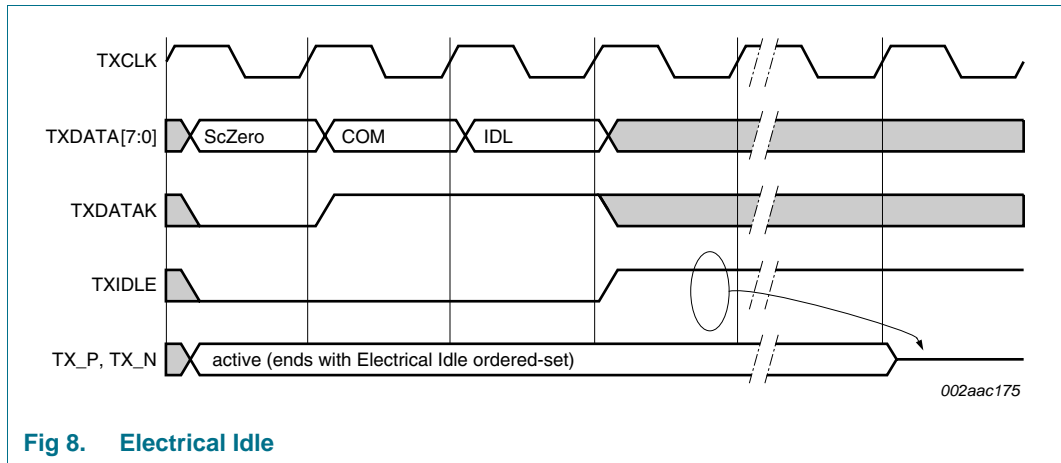 TXCLK
TXDATA[7:0]
ScZero
COM
IDL
TXDATAK
TXIDLE
TX_P, TX_N
active (ends with Electrical Idle ordered-set)
002aac175
Fig 8. Electrical Idle